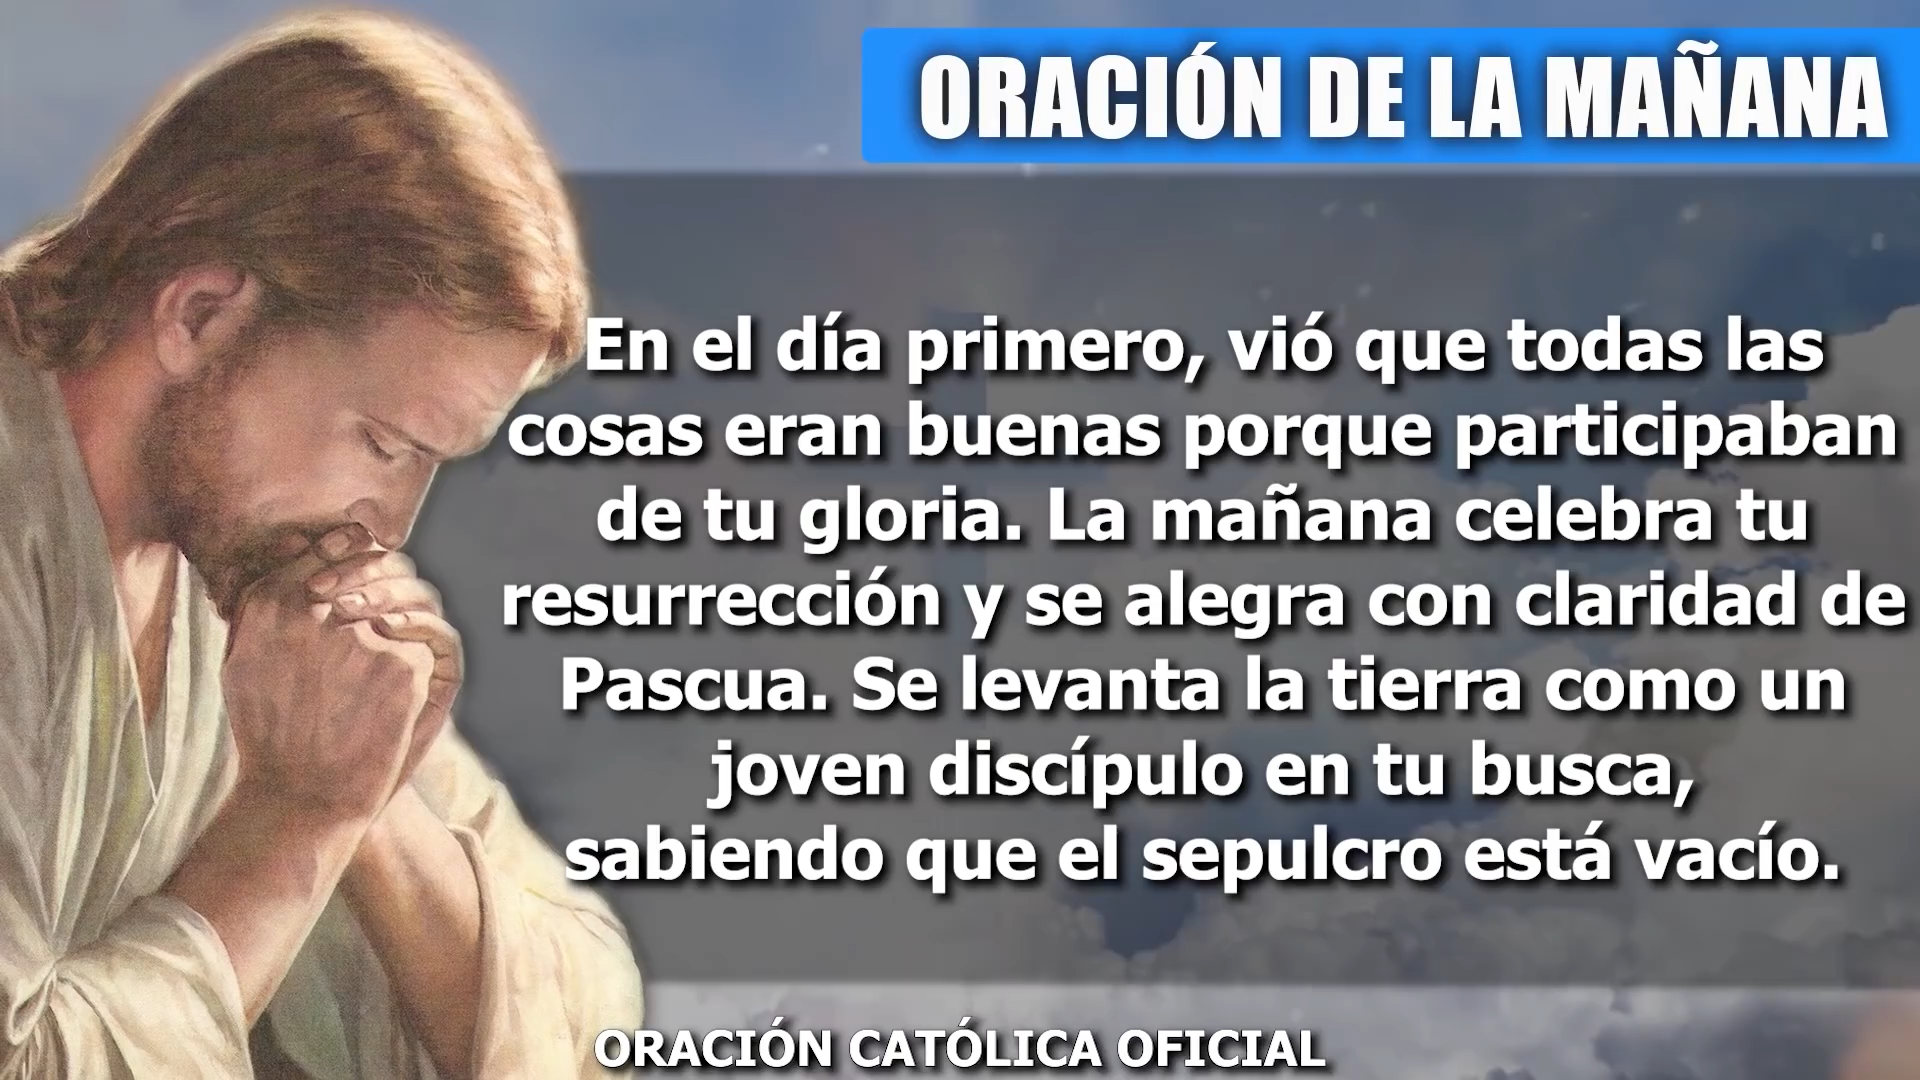 ORACIÓN DE LA MAÑANA
En el día primero, vió que todas las
cosas eran buenas porque participaban
de tu gloria. La mañana celebra tu
resurrección y se alegra con claridad de
Pascua. Se levanta la tierra como un
joven discípulo en tu busca,
sabiendo que el sepulcro está vacío.
ORACIÓN CATÓLICA OFICIAL